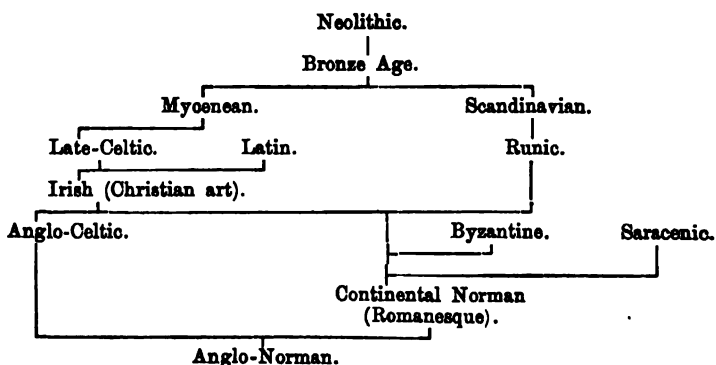 Neolithic.
Bronze Age.
Mycenean. Scandinavian.
Late-Celtic. Latin. Runic.
Irish (Christian art).
Anglo-Celtic. Byzantine. Saracenic.
Continental Norman
(Romanesque).
Anglo-Norman.